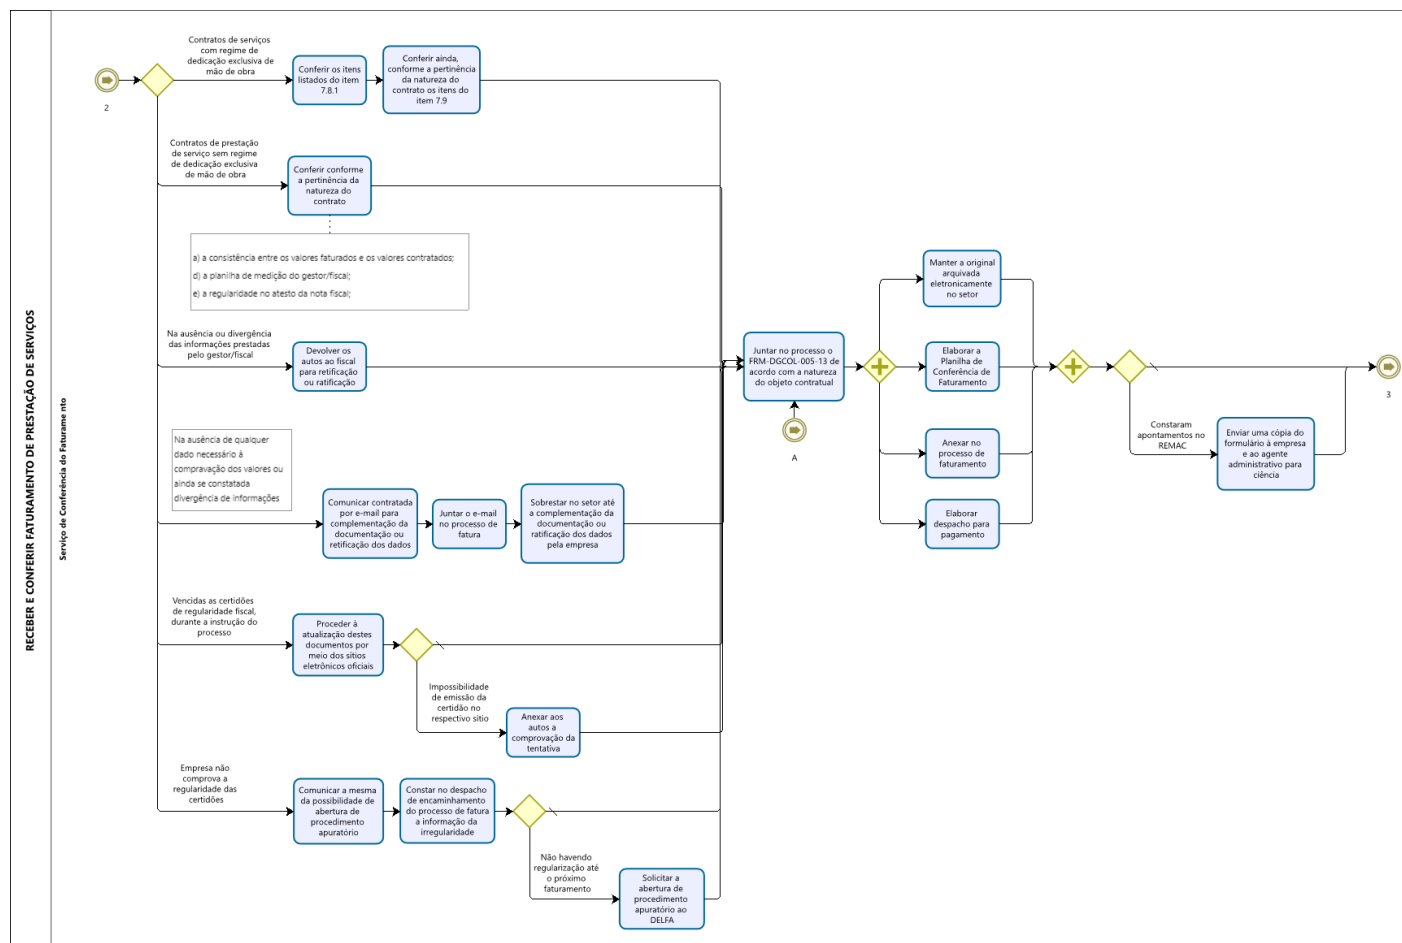 RECEBER E CONFERIR FATURAMENTO DE PRESTAÇÃO DE SERVIÇOS
Serviço de Conferência do Faturame nto
2
Contratos de serviços
com regime de
dedicação exclusiva de
mão de obra
Conferir os itens
listados do item
7.8.1
Conferir ainda,
conforme a pertinência
da natureza do
contrato os itens do
item 7.9
Contratos de prestação
de serviço sem regime
de dedicação exclusiva
de mão de obra
Conferir conforme
a pertinência da
natureza do
contrato
a) a consistência entre os valores faturados e os valores contratados;
d) a planilha de medição do gestor/fiscal;
e) a regularidade no atesto da nota fiscal;
Na ausência ou divergência
das informações prestadas
pelo gestor/fiscal
Devolver os
autos ao fiscal
para retificação
ou ratificação
Na ausência de qualquer
dado necessário à
compravação dos valores ou
ainda se constatada
divergência de informações
Comunicar contratada
por e-mail para
complementação da
documentação ou
retificação dos dados
Juntar o e-mail
no processo de
fatura
Sobrestar no setor até
a complementação da
documentação ou
ratificação dos dados
pela empresa
Vencidas as certidões
de regularidade fiscal,
durante a instrução do
processo
Proceder à
atualização destes
documentos por
meio dos sítios
eletrônicos oficiais
Impossibilidade
de emissão da
certidão no
respectivo sítio
Anexar aos
autos a
comprovação da
tentativa
Empresa não
comprova a
regularidade das
certidões
Comunicar a mesma
da possibilidade de
abertura de
procedimento
apuratório
Constar no despacho
de encaminhamento
do processo de fatura
a informação da
irregularidade
Não havendo
regularização até
o próximo
faturamento
Solicitar a
abertura de
procedimento
apuratório ao
DELFA
Juntar no processo o
FRM-DGCOL-005-13 de
acordo com a natureza
do objeto contratual
A
Manter a original
arquivada
eletronicamente
no setor
Elaborar a
Planilha de
Conferência de
Faturamento
Anexar no
processo de
faturamento
Elaborar
despacho para
pagamento
Constaram
apontamentos no
REMAC
Enviar uma cópia do
formulário à empresa
e ao agente
administrativo para
ciência
3